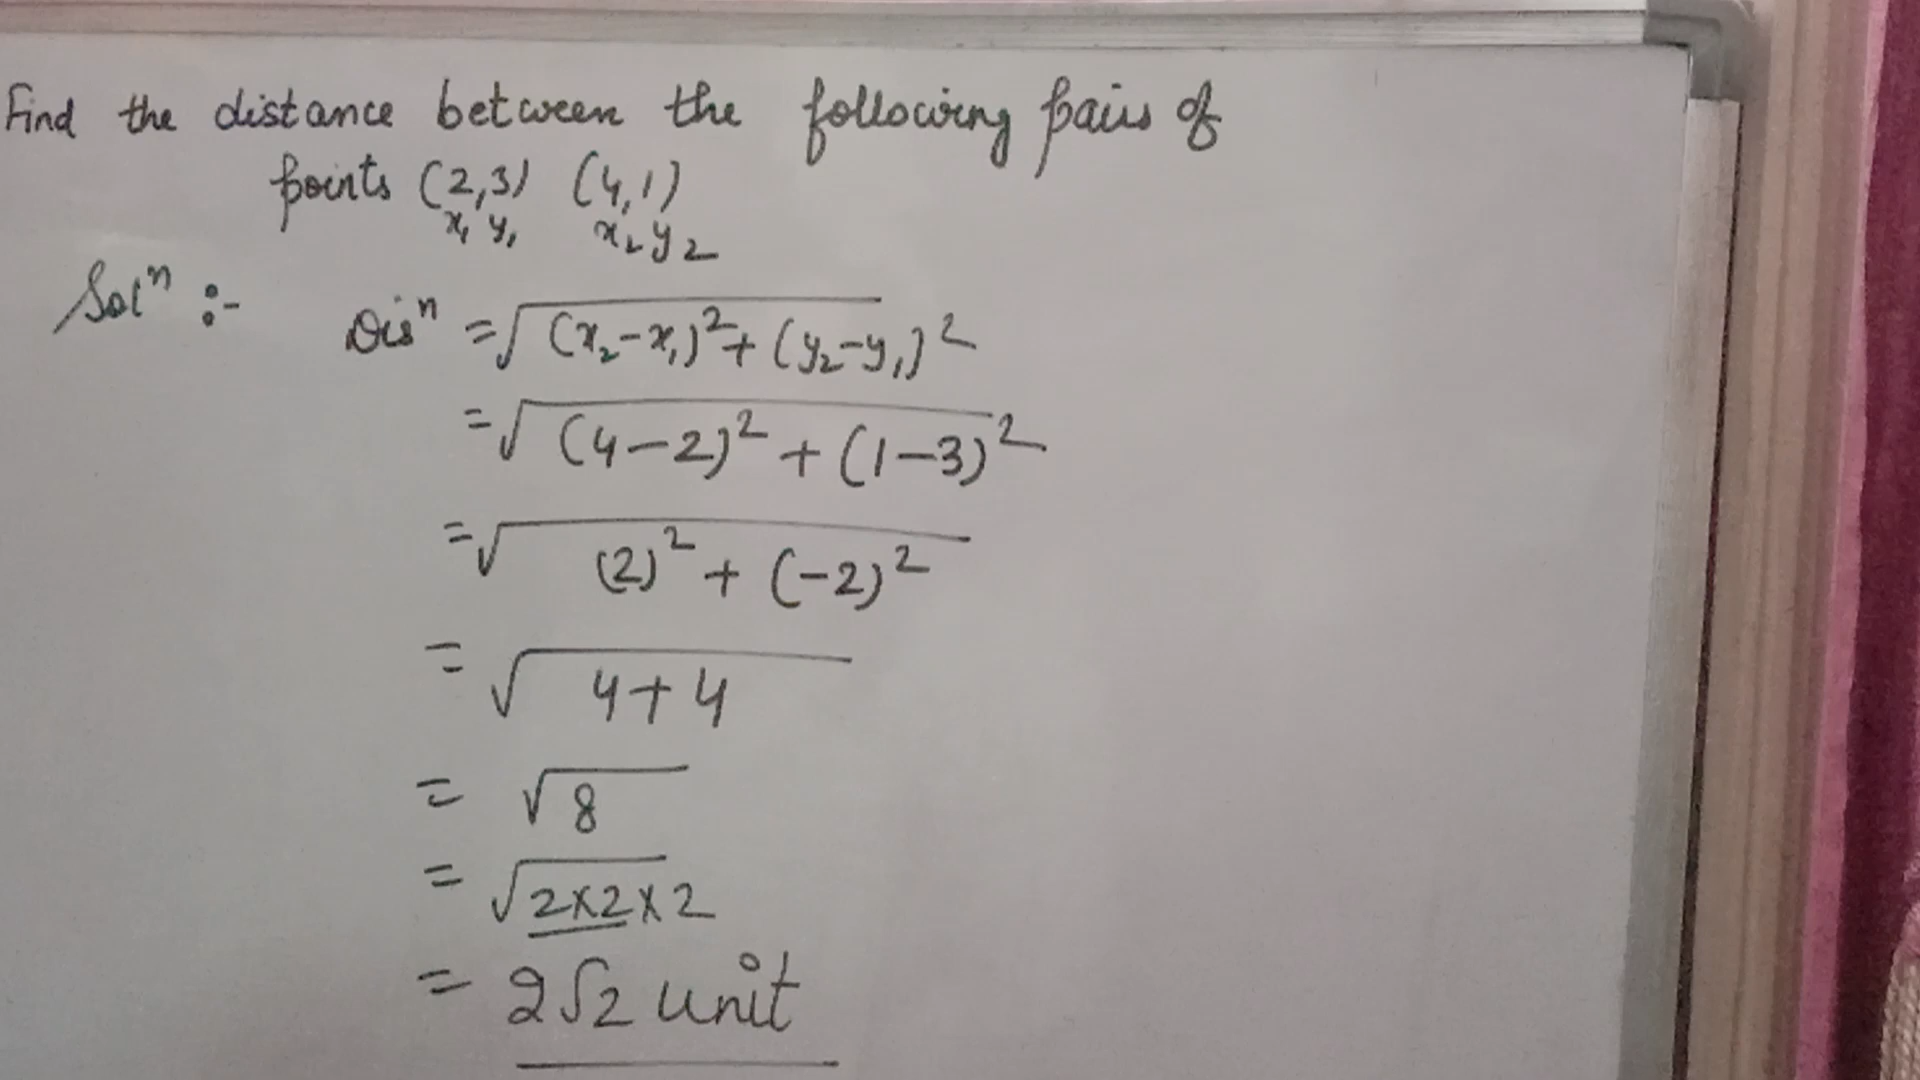 Find the distance between the following pairs of
points (2,3) (4,1)
x₁ y₁ x₂ y₂
Solⁿ :- Disⁿ = √(x₂-x₁)² + (y₂-y₁)²
= √(4-2)² + (1-3)²
= √(2)² + (-2)²
= √4+4
= √8
= √2×2×2
= 2√2 unit